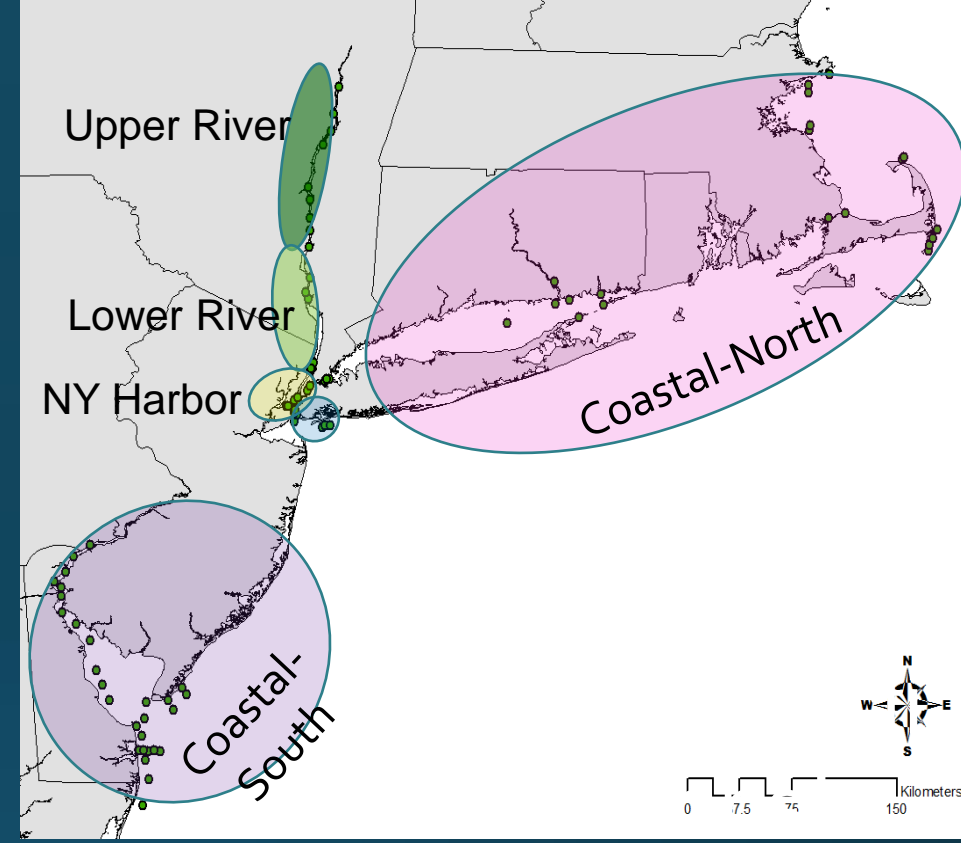 Upper River
Lower River
NY Harbor
Coastal-North
Coastal-
South
N
W
E
S
Kilometers
0
75
150